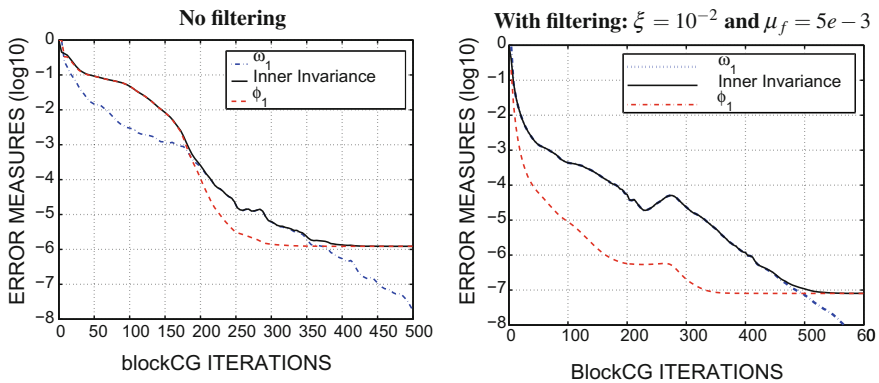 No filtering
ERROR MEASURES (log10)
0
−1
−2
−3
−4
−5
−6
−7
−8
ω1
Inner Invariance
ϕ1
0 50 100 150 200 250 300 350 400 450 500
blockCG ITERATIONS
With filtering: ξ = 10−2 and μf = 5e−3
ERROR MEASURES (log10)
0
−1
−2
−3
−4
−5
−6
−7
−8
ω1
Inner Invariance
ϕ1
0 100 200 300 400 500 60
BlockCG ITERATIONS